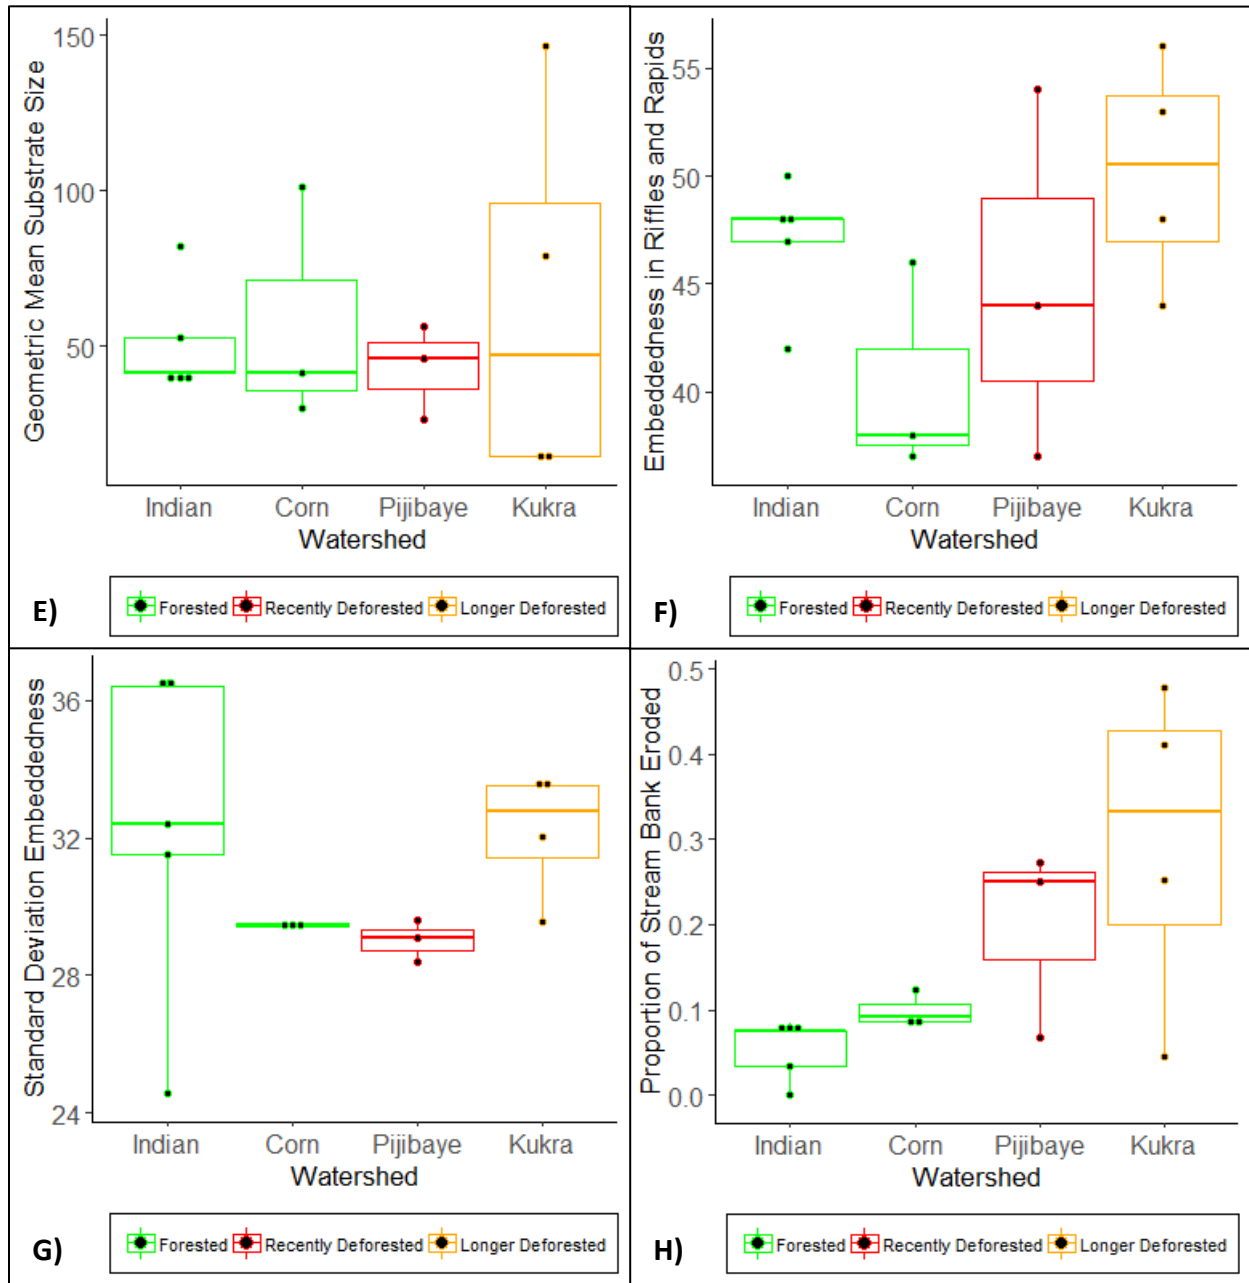 Geometric Mean Substrate Size
150
100
50
Indian Corn Pijibaye Kukra
Watershed
Forested Recently Deforested Longer Deforested
E)
Embeddedness in Riffles and Rapids
55
50
45
40
Indian Corn Pijibaye Kukra
Watershed
Forested Recently Deforested Longer Deforested
F)
Standard Deviation Embeddedness
36
32
28
24
Indian Corn Pijibaye Kukra
Watershed
Forested Recently Deforested Longer Deforested
G)
Proportion of Stream Bank Eroded
0.5
0.4
0.3
0.2
0.1
0.0
Indian Corn Pijibaye Kukra
Watershed
Forested Recently Deforested Longer Deforested
H)